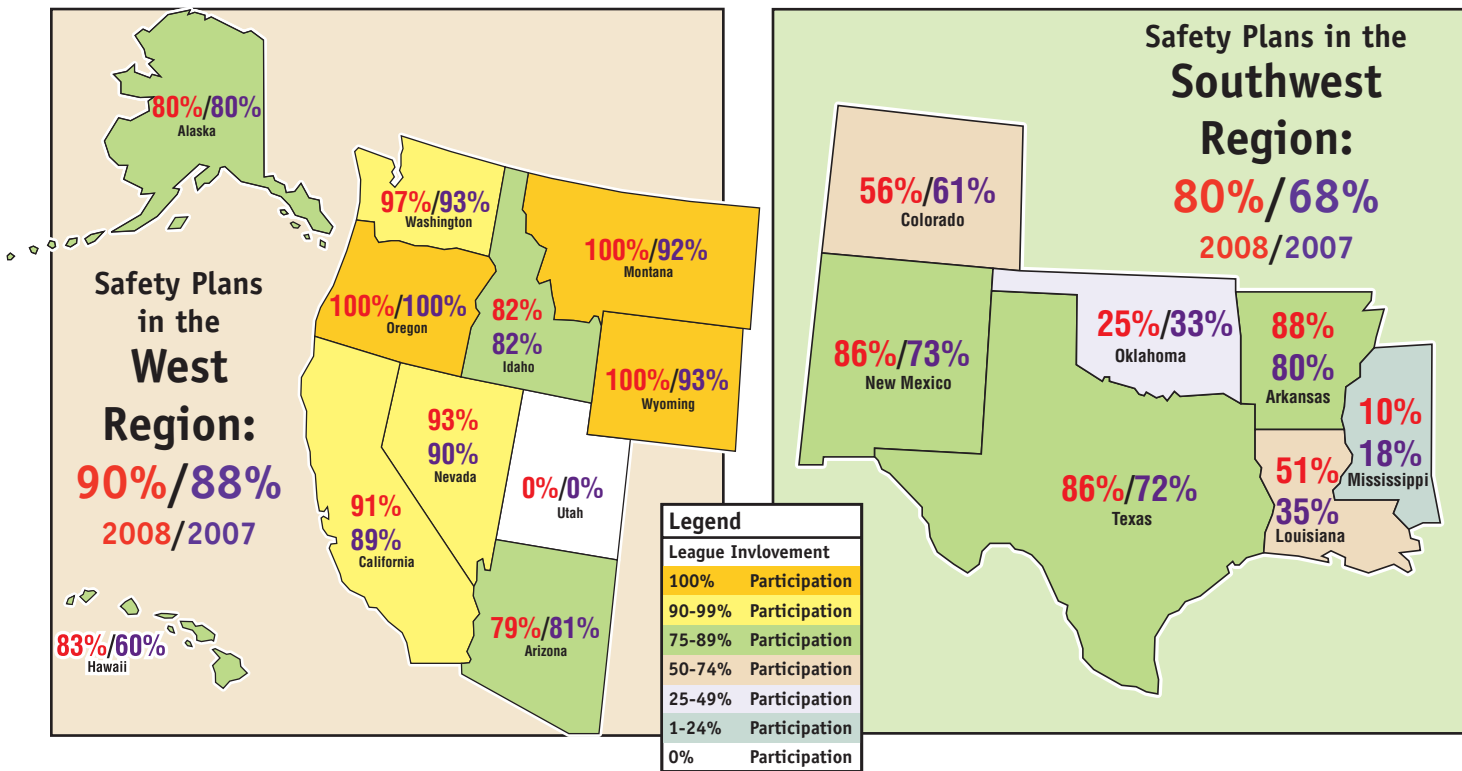 80%/80%
Alaska
97%/93%
Washington
100%/92%
Montana
100%/100%
Oregon
82%
82%
Idaho
100%/93%
Wyoming
93%
90%
Nevada
0%/0%
Utah
91%
89%
California
79%/81%
Arizona
83%/60%
Hawaii
Safety Plans
in the
West
Region:
90%/88%
2008/2007
Legend
League Invlovement
100% Participation
90-99% Participation
75-89% Participation
50-74% Participation
25-49% Participation
1-24% Participation
0% Participation
Safety Plans in the
Southwest
Region:
80%/68%
2008/2007
56%/61%
Colorado
86%/73%
New Mexico
25%/33%
Oklahoma
88%
80%
Arkansas
10%
18%
Mississippi
86%/72%
Texas
51%
35%
Louisiana